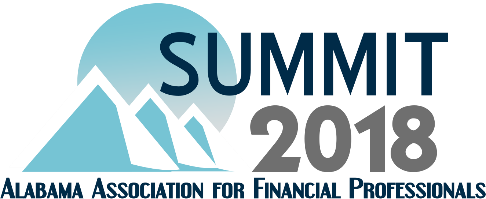 SUMMIT
2018
ALABAMA ASSOCIATION FOR FINANCIAL PROFESSIONALS